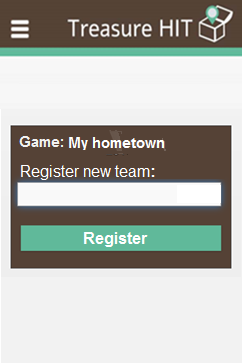 Treasure HIT
Game: My hometown
Register new team:
Register